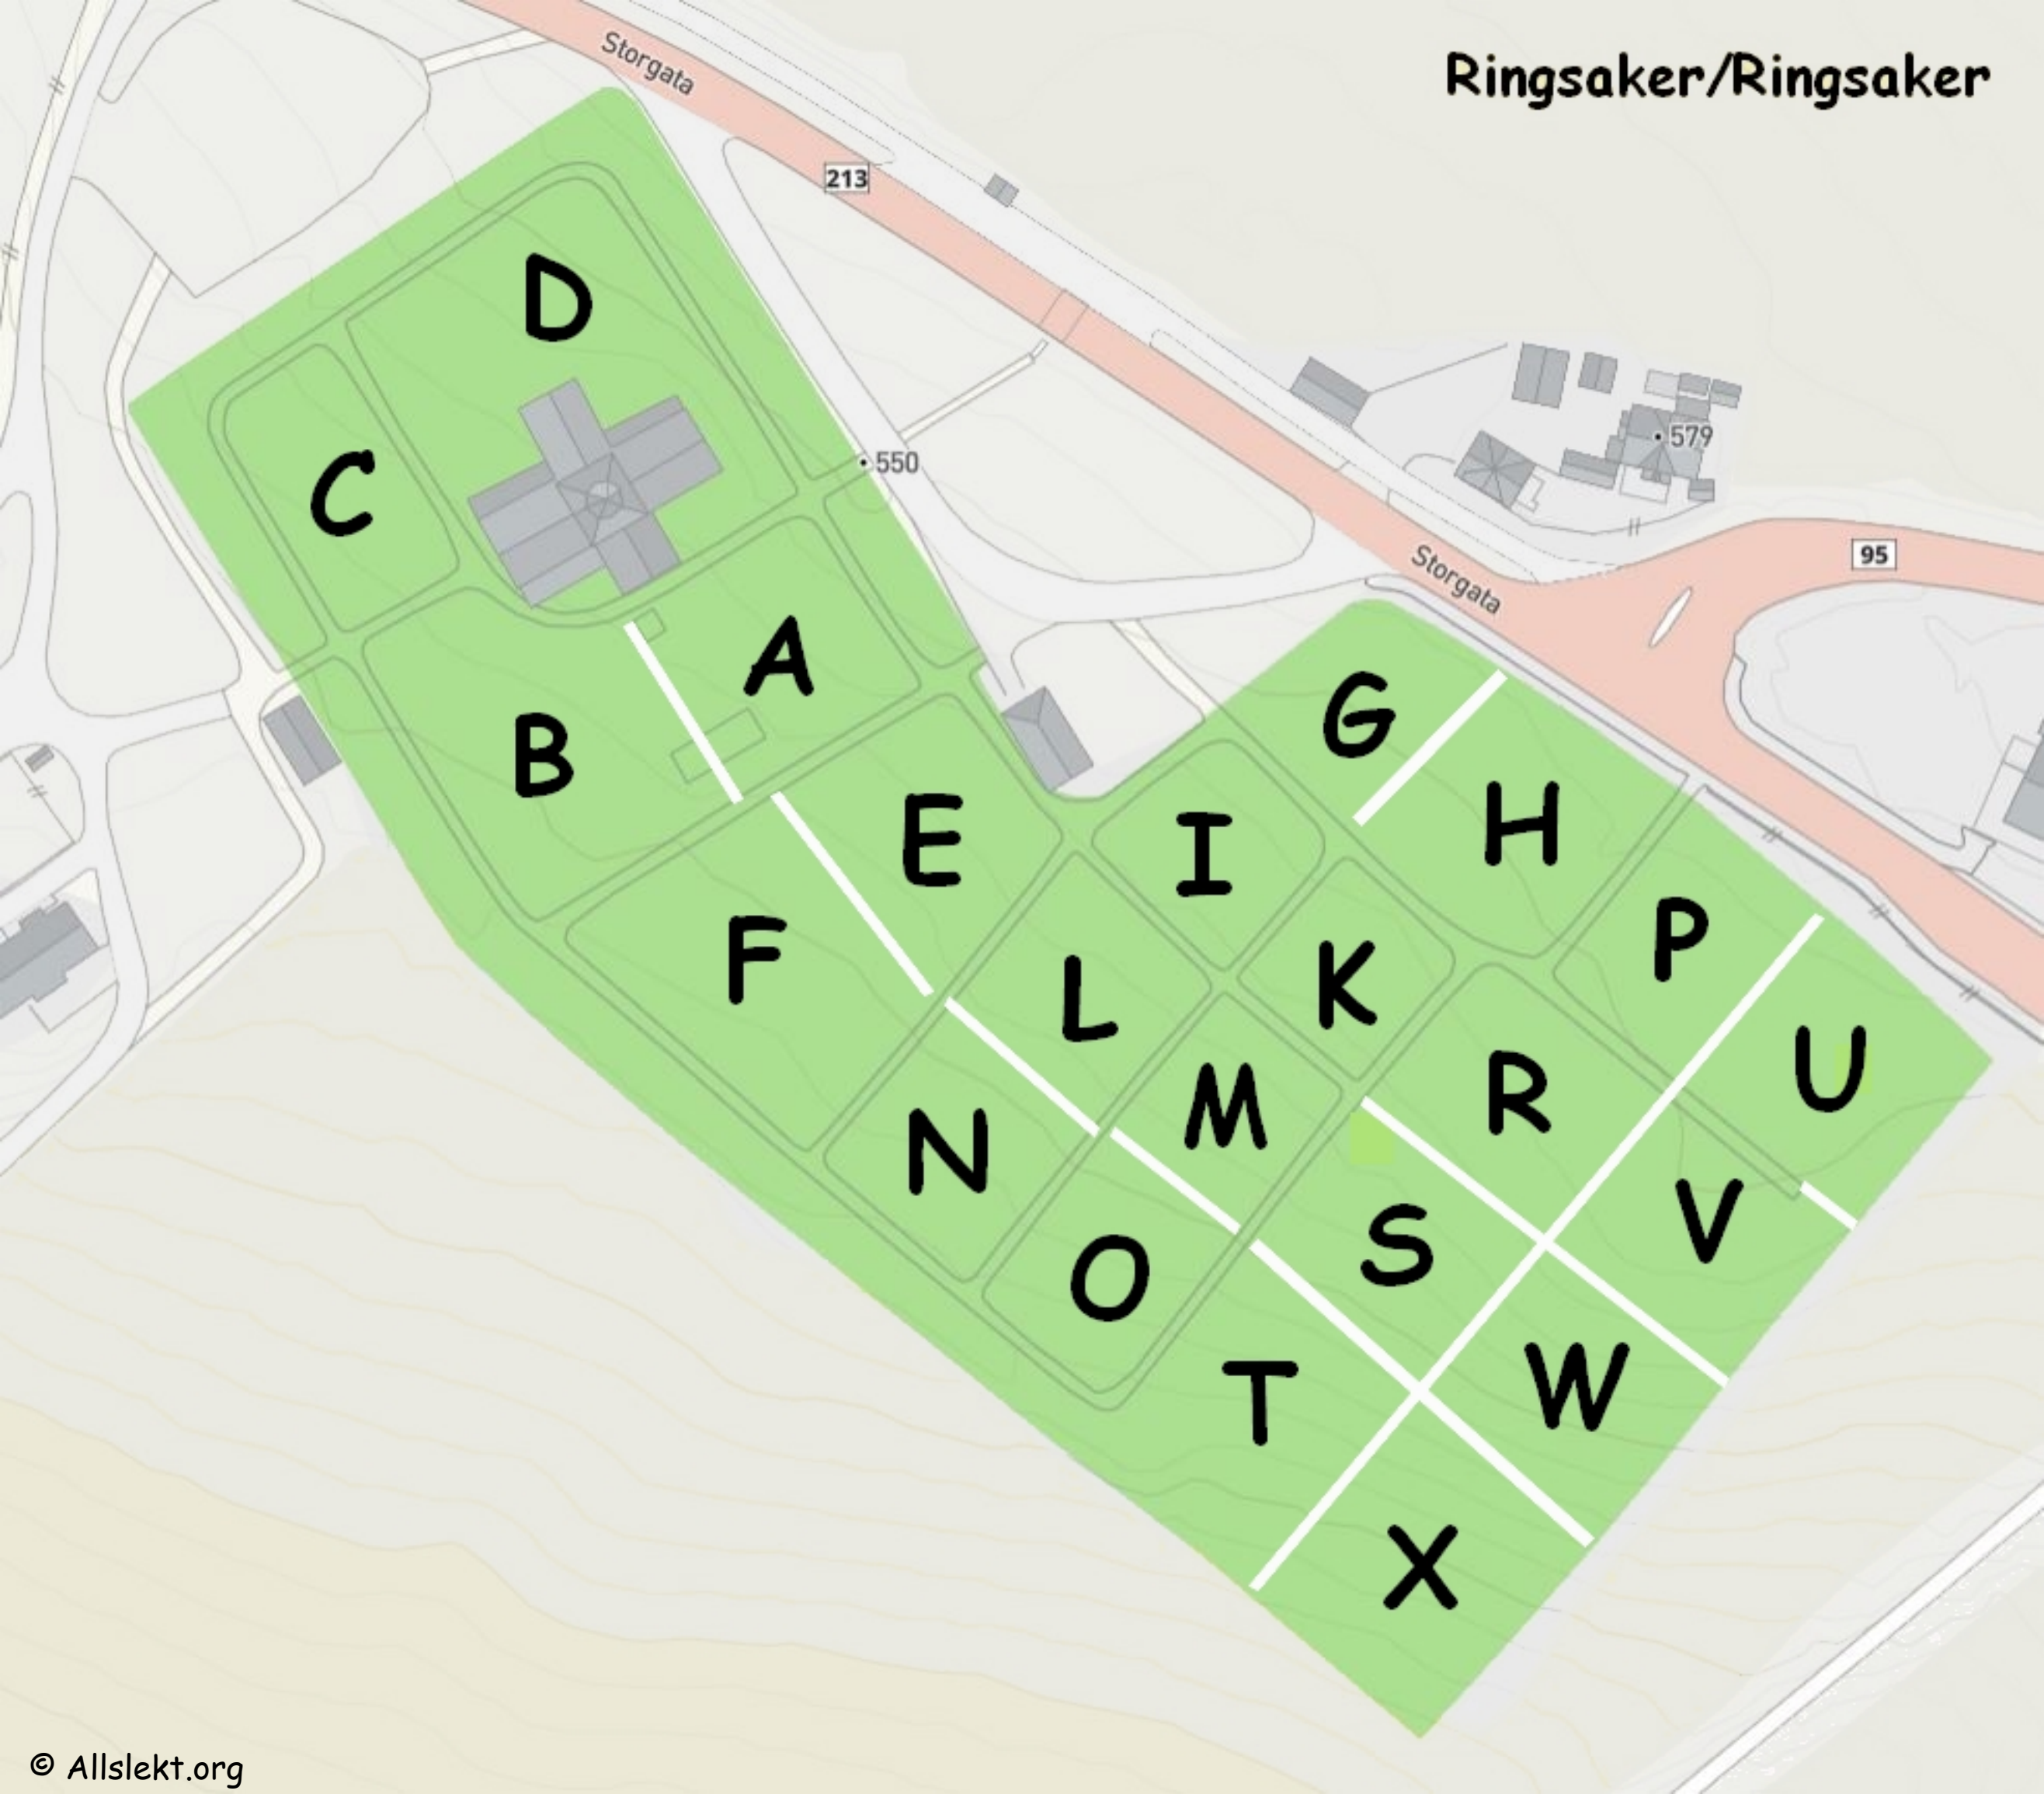 Ringsaker/Ringsaker
Storgata
213
D
579
550
C
Storgata
95
A
G
B
H
E
I
P
F
K
L
U
R
M
N
V
S
O
W
T
X
© Allslekt.org